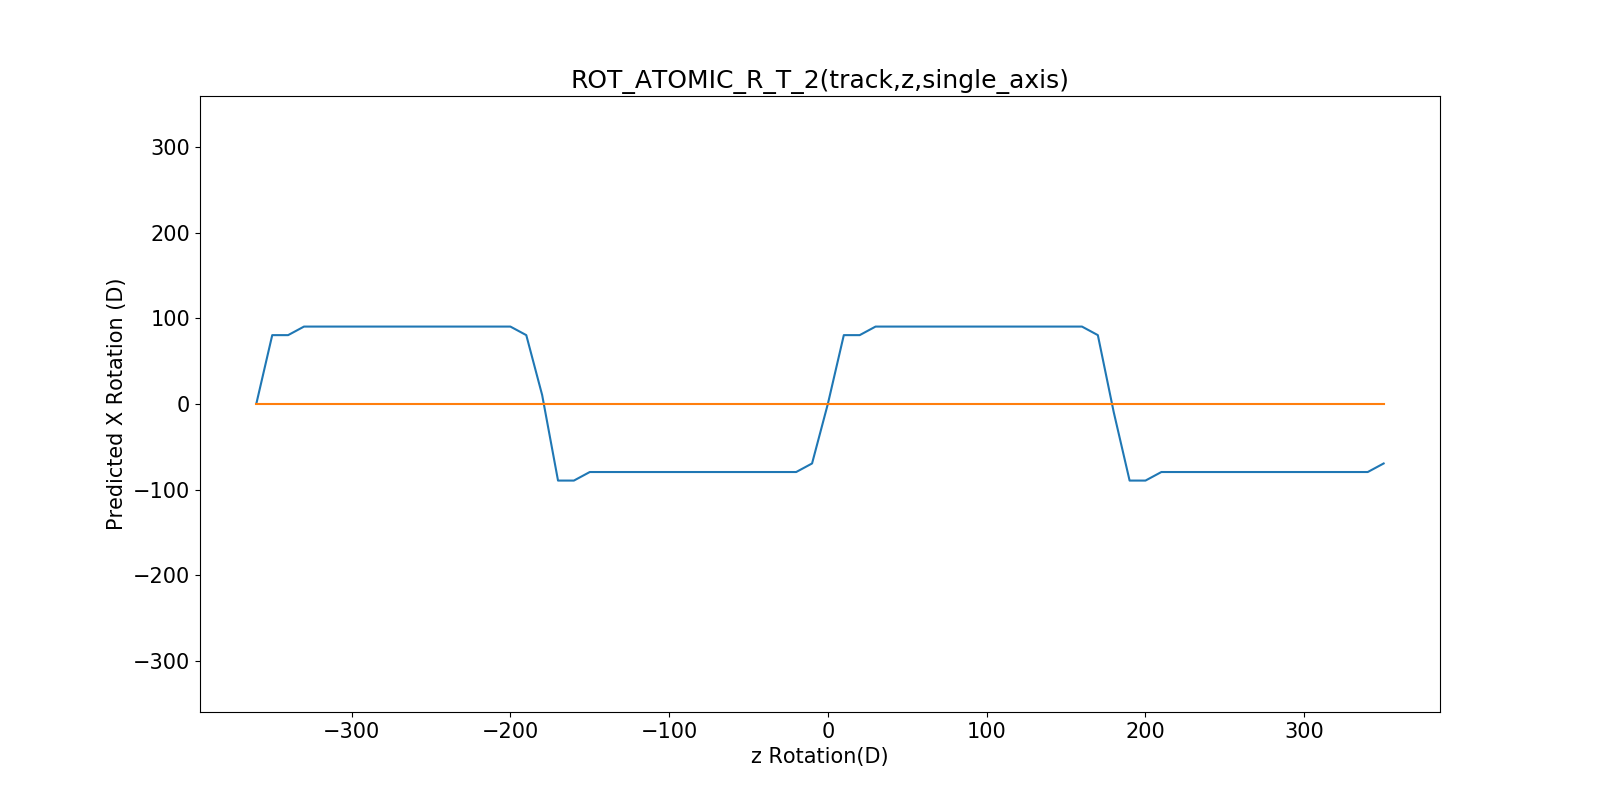 ROT_ATOMIC_R_T_2(track,z,single_axis)
300
200
100
0
−100
−200
−300
Predicted X Rotation (D)
−300 −200 −100 0 100 200 300
z Rotation(D)